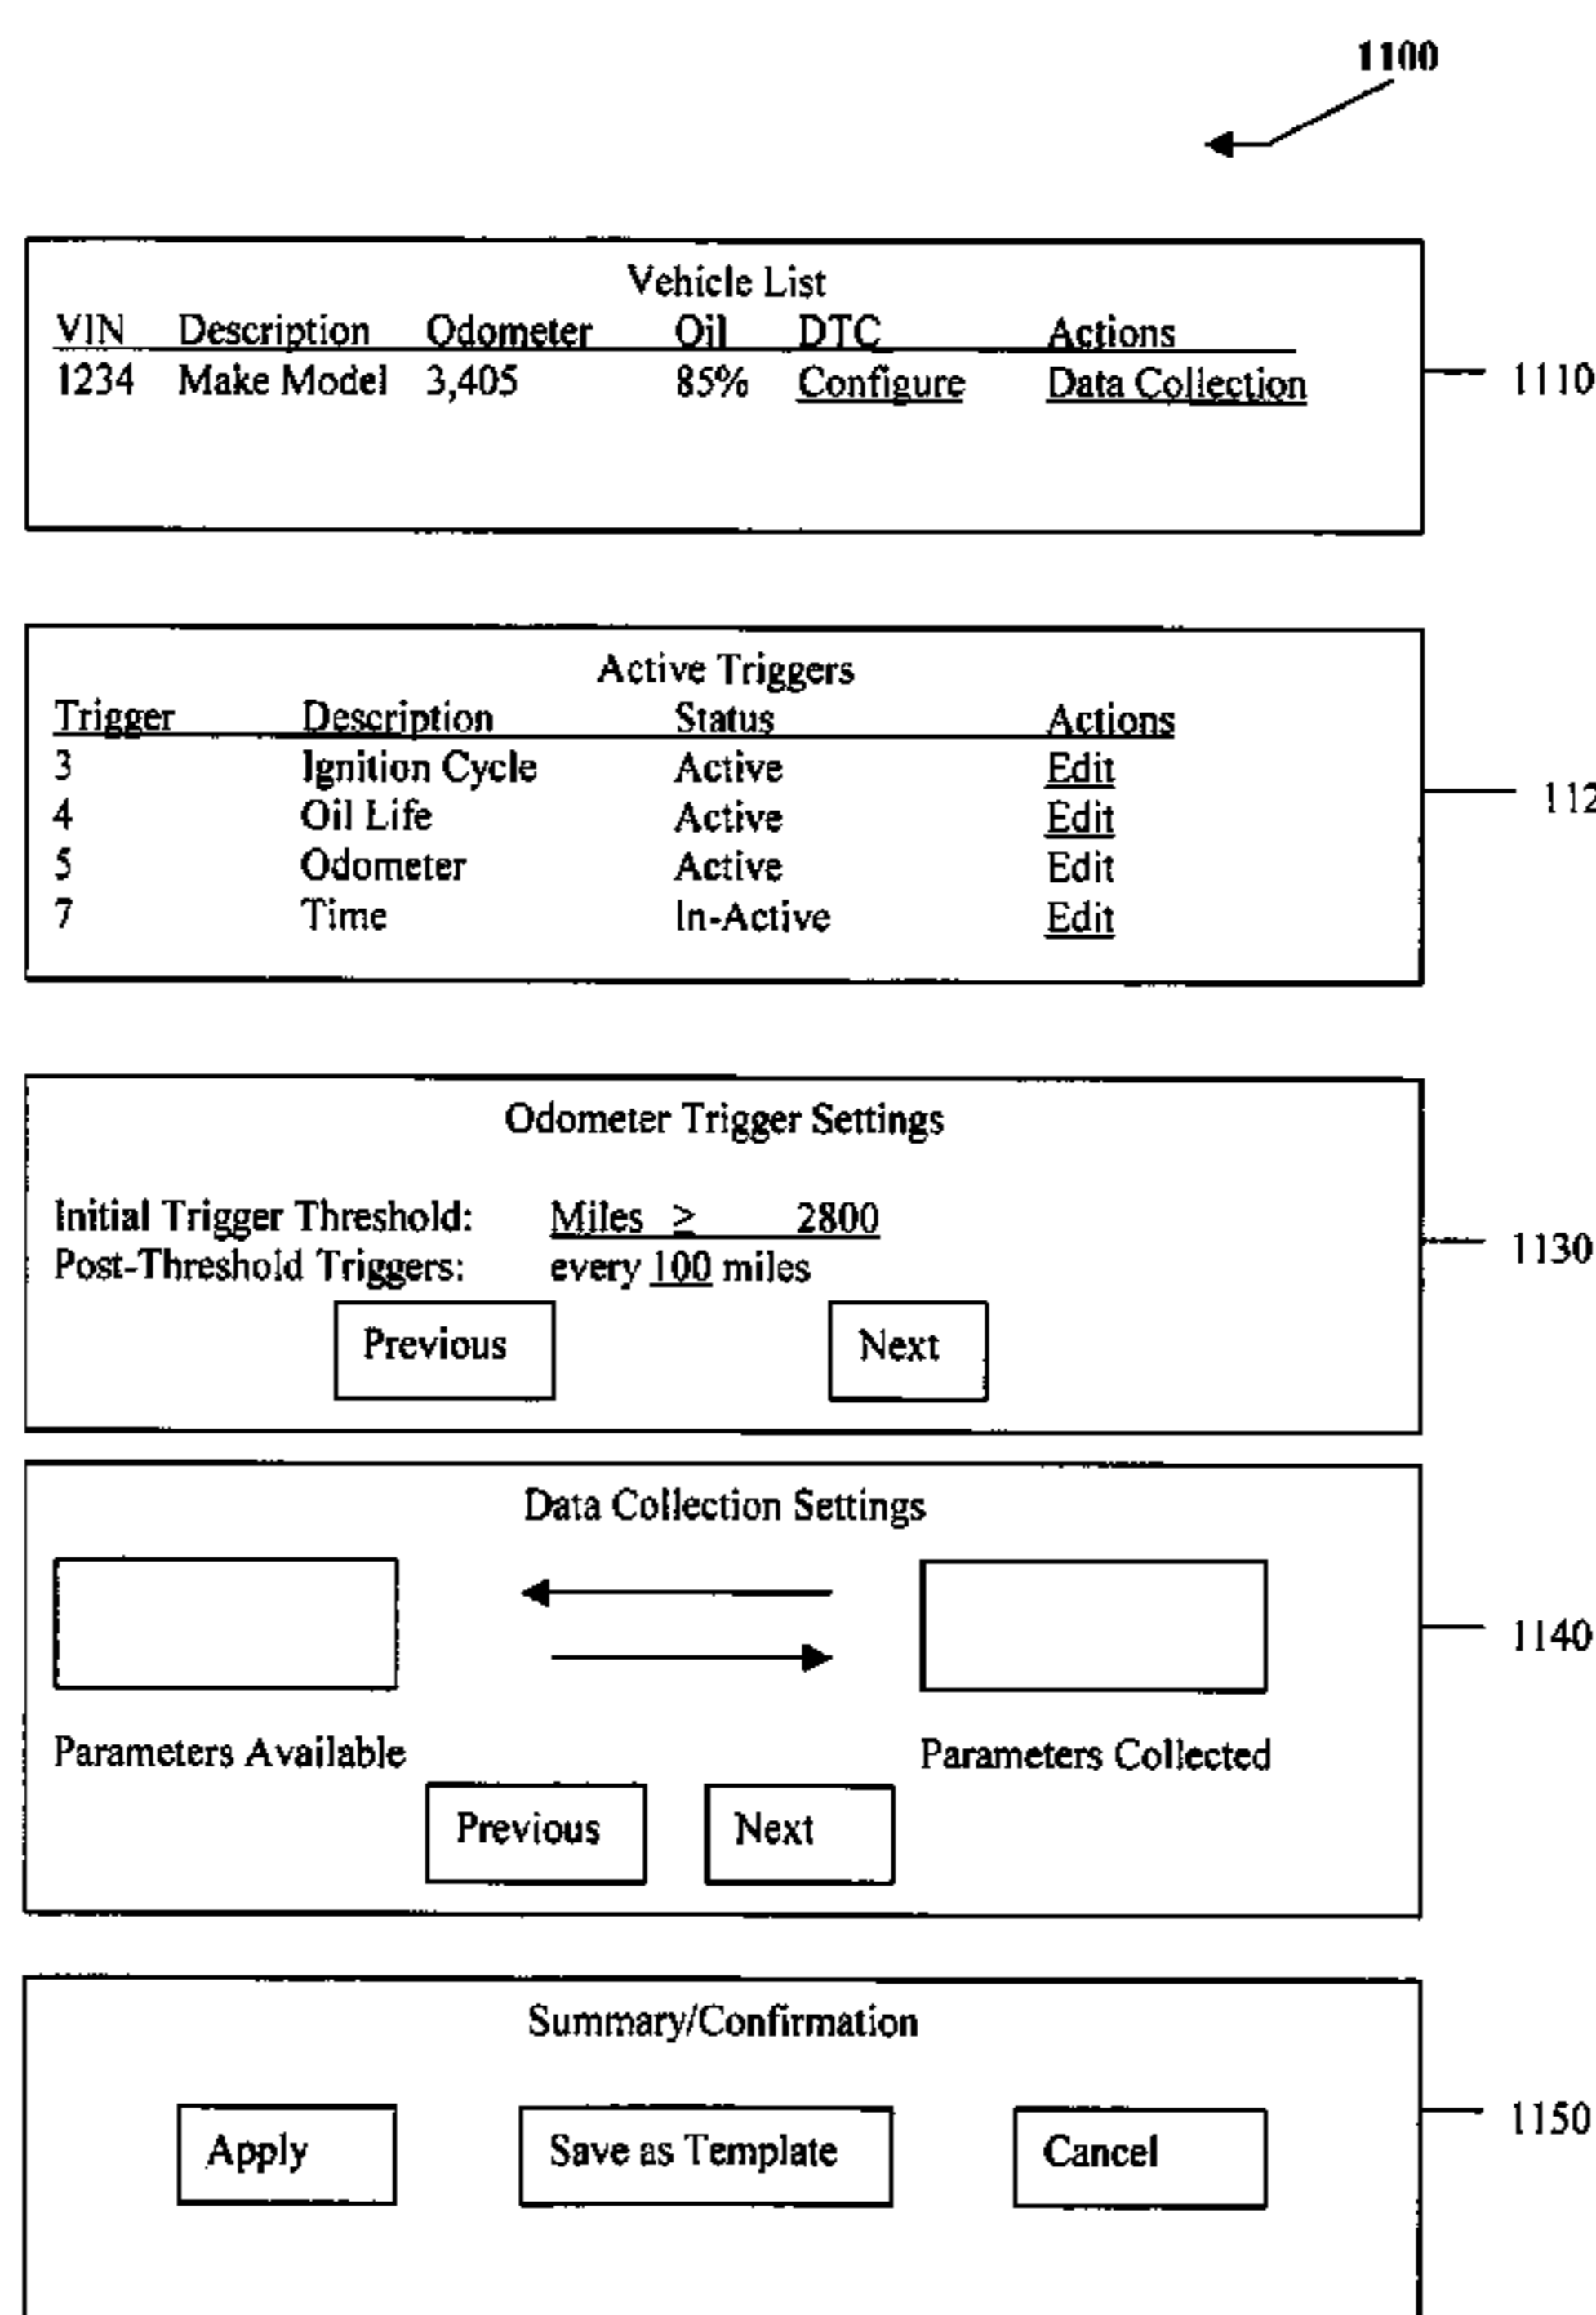 1100
Vehicle List
VIN Description Odometer Oil DTC Actions
1234 Make Model 3,405 85% Configure Data Collection
1110
Active Triggers
Trigger Description Status Actions
3 Ignition Cycle Active Edit
4 Oil Life Active Edit
112
5 Odometer Active Edit
7 Time In-Active Edit
Odometer Trigger Settings
Initial Trigger Threshold: Miles ≥ 2800
Post-Threshold Triggers: every 100 miles
1130
Previous Next
Data Collection Settings
1140
Parameters Available Parameters Collected
Previous Next
Summary/Confirmation
1150
Apply Save as Template Cancel